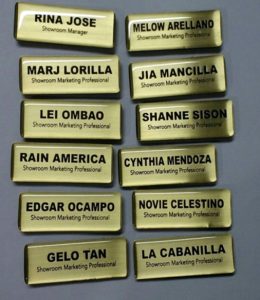 RINA JOSE
Showroom Manager
MELOW ARELLANO
Showroom Marketing Professional
MARJ LORILLA
Showroom Marketing Professional
JIA MANCILLA
Showroom Marketing Professional
LEI OMBAO
Showroom Marketing Professional
SHANNE SISON
Showroom Marketing Professional
RAIN AMERICA
Showroom Marketing Professional
CYNTHIA MENDOZA
Showroom Marketing Professional
EDGAR OCAMPO
Showroom Marketing Professional
NOVIE CELESTINO
Showroom Marketing Professional
GELO TAN
Showroom Marketing Professional
LA CABANILLA
Showroom Marketing Professional